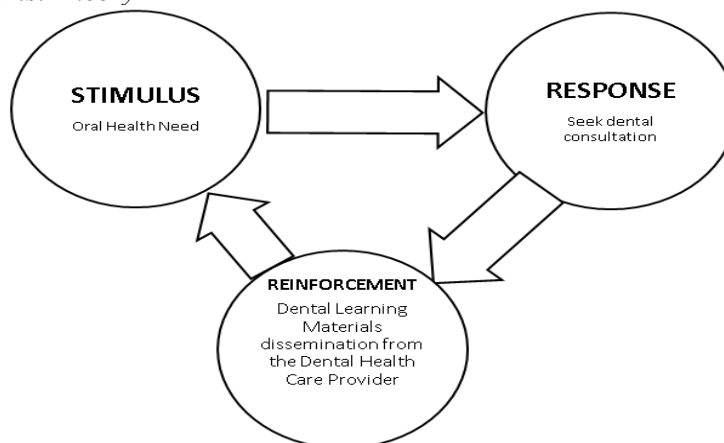 STIMULUS
Oral Health Need
RESPONSE
Seek dental
consultation
REINFORCEMENT
Dental Learning
Materials
dissemination from
the Dental Health
Care Provider